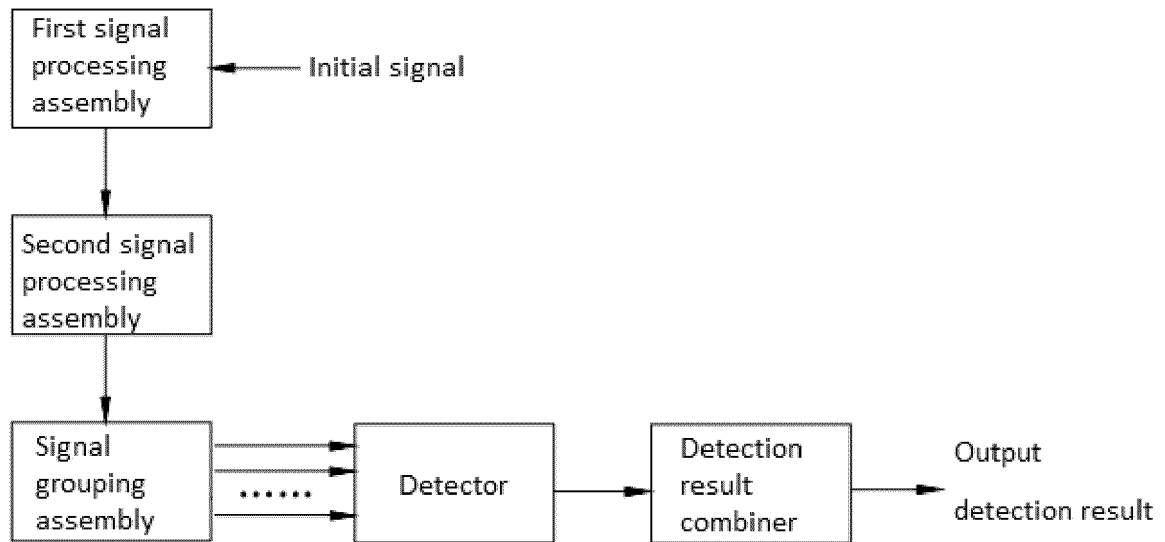 First signal
processing
assembly
Initial signal
Second signal
processing
assembly
Signal
grouping
assembly
......
Detector
Detection
result
combiner
Output
detection result